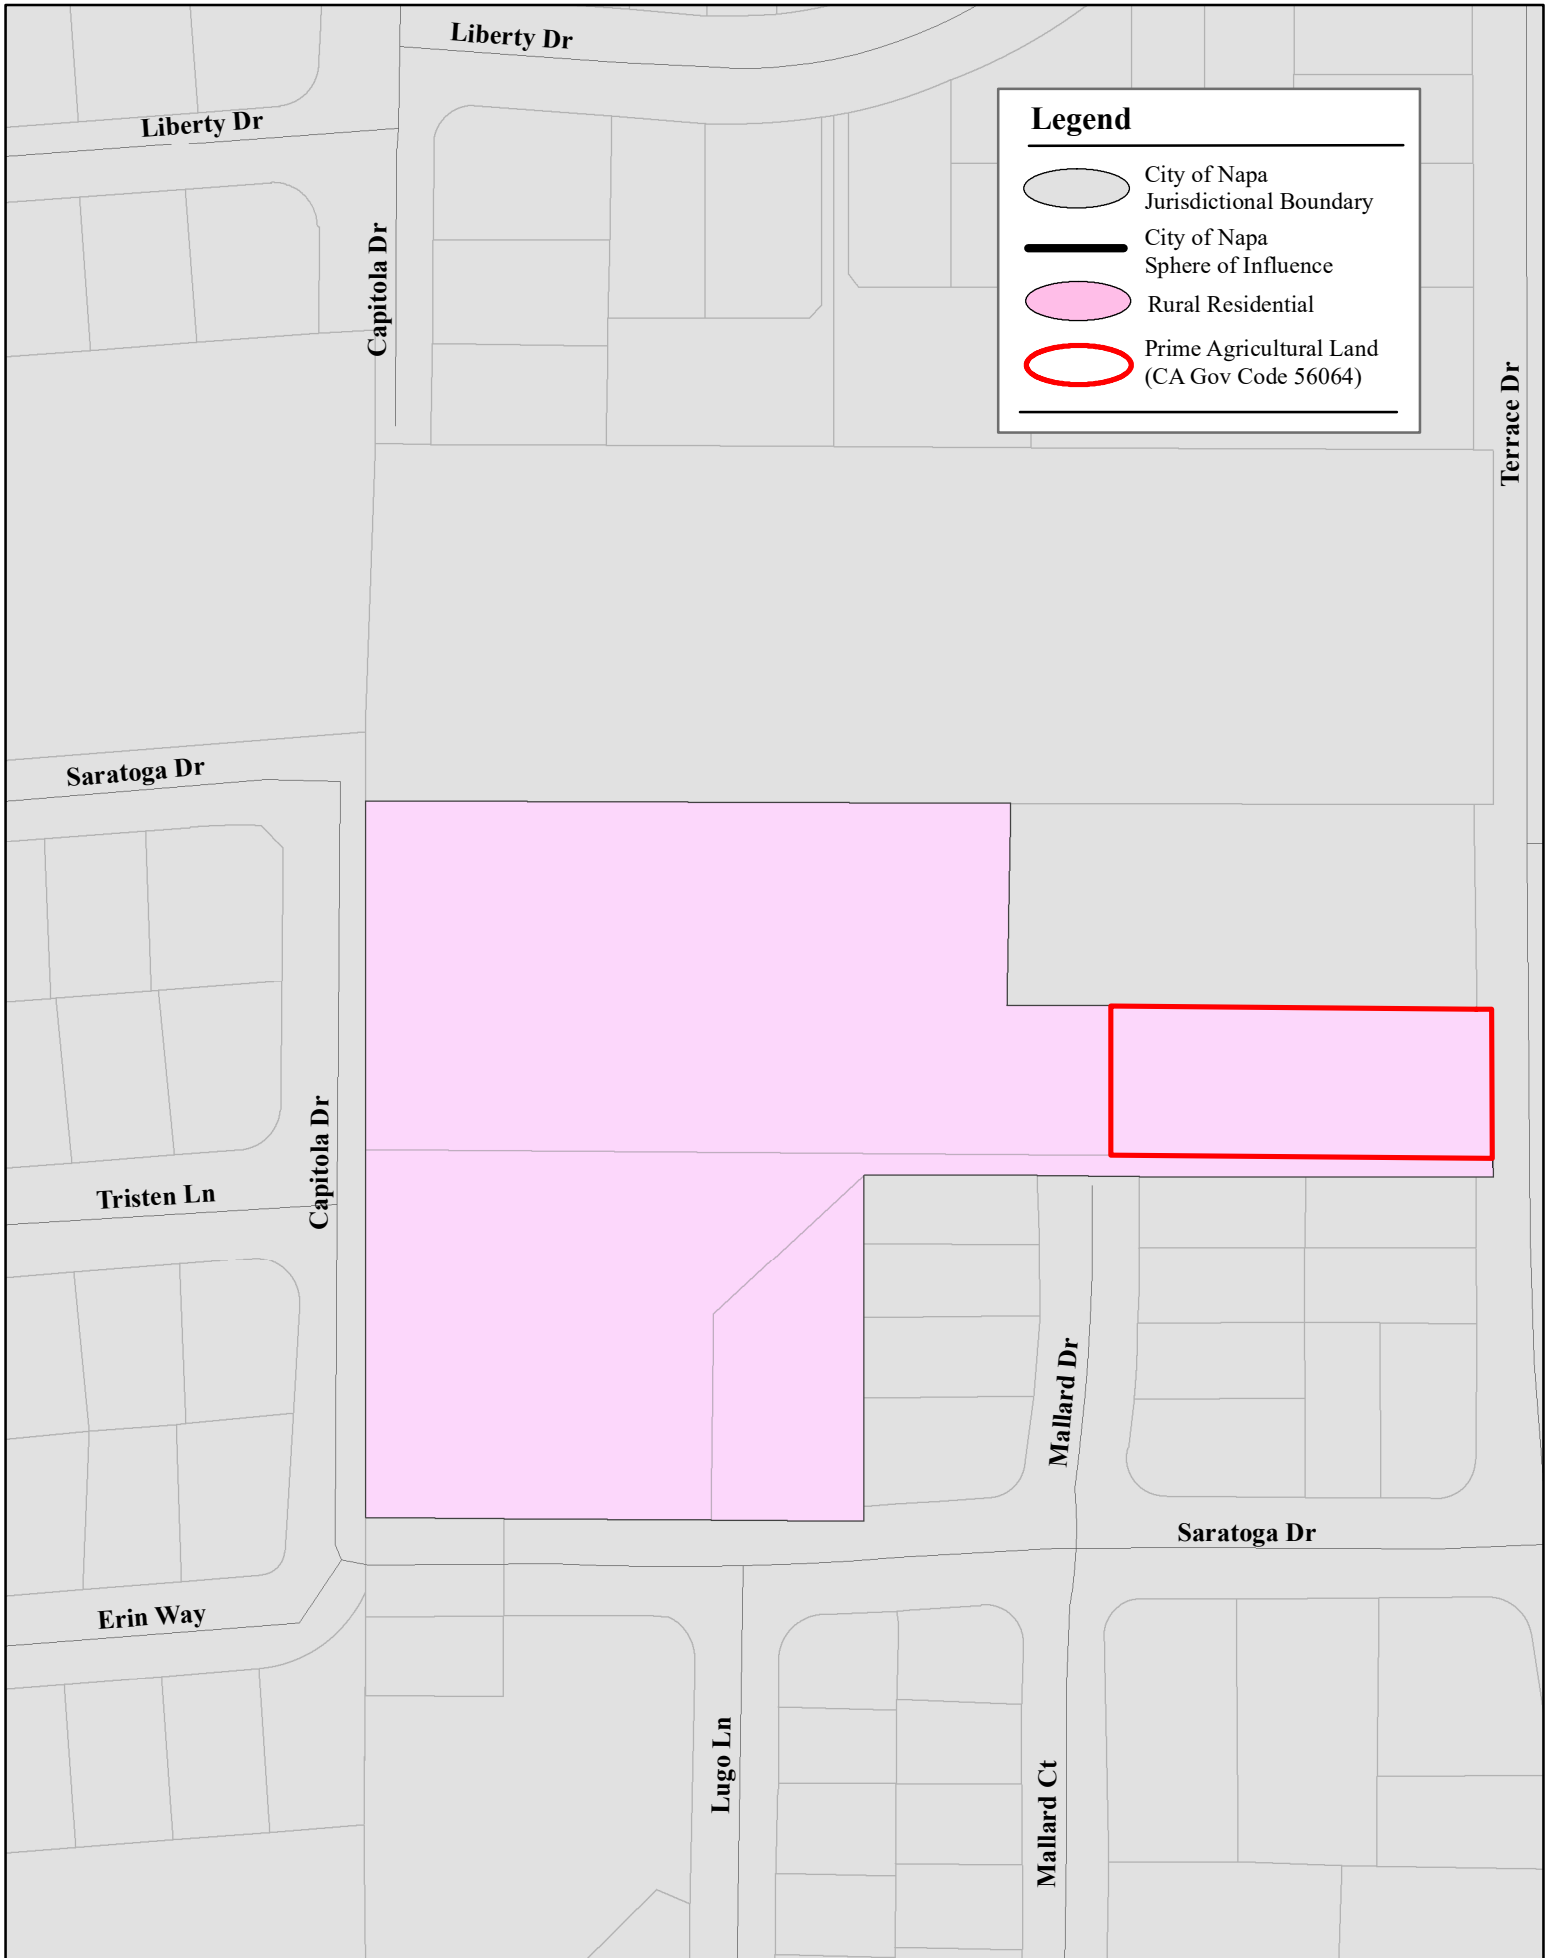 Liberty Dr
Liberty Dr
Legend
City of Napa
Jurisdictional Boundary
City of Napa
Sphere of Influence
Rural Residential
Prime Agricultural Land
(CA Gov Code 56064)
Capitola Dr
Terrace Dr
Saratoga Dr
Capitola Dr
Tristen Ln
Mallard Dr
Saratoga Dr
Erin Way
Lugo Ln
Mallard Ct